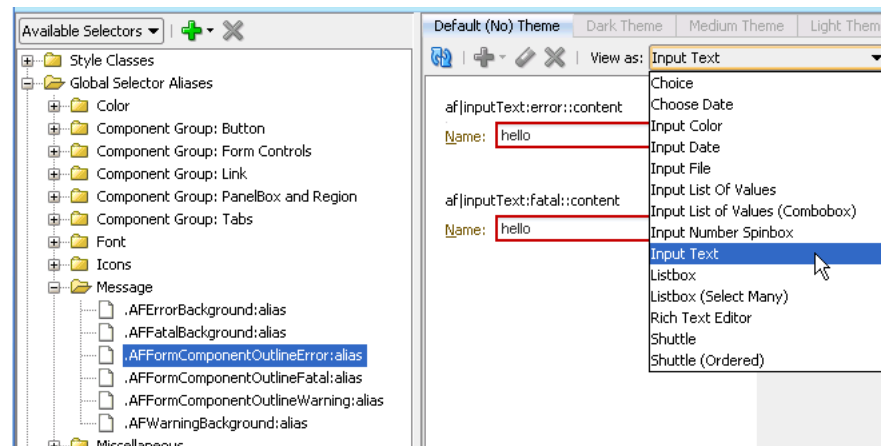 Available Selectors
Style Classes
Global Selector Aliases
Color
Component Group: Button
Component Group: Form Controls
Component Group: Link
Component Group: PanelBox and Region
Component Group: Tabs
Font
Icons
Message
.AFErrorBackground:alias
.AFFatalBackground:alias
.AFFormComponentOutlineError:alias
.AFFormComponentOutlineFatal:alias
.AFFormComponentOutlineWarning:alias
.AFWarningBackground:alias
Miscellaneous
Default (No) Theme Dark Theme Medium Theme Light Them
View as: Input Text
af|inputText:error::content
Name: hello
af|inputText:fatal::content
Name: hello
Choice
Choose Date
Input Color
Input Date
Input File
Input List Of Values
Input List of Values (Combobox)
Input Number Spinbox
Input Text
Listbox
Listbox (Select Many)
Rich Text Editor
Shuttle
Shuttle (Ordered)